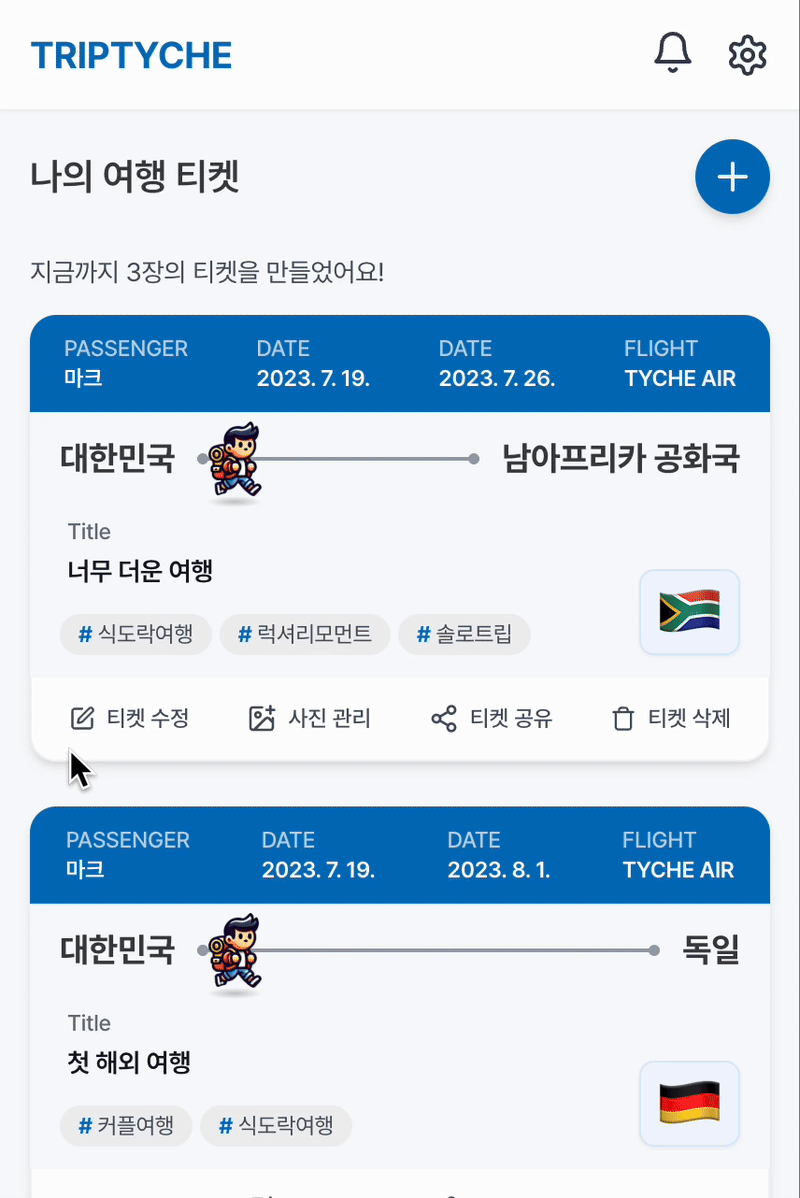 TRIPTYCHE
나의 여행 티켓
지금까지 3장의 티켓을 만들었어요!
PASSENGER DATE DATE FLIGHT
마크 2023. 7. 19. 2023. 7. 26. TYCHE AIR
대한민국 남아프리카 공화국
Title
너무 더운 여행
# 식도락여행 # 럭셔리모먼트 # 솔로트립
티켓 수정 사진 관리 티켓 공유 티켓 삭제
PASSENGER DATE DATE FLIGHT
마크 2023. 7. 19. 2023. 8. 1. TYCHE AIR
대한민국 독일
Title
첫 해외 여행
# 커플여행 # 식도락여행